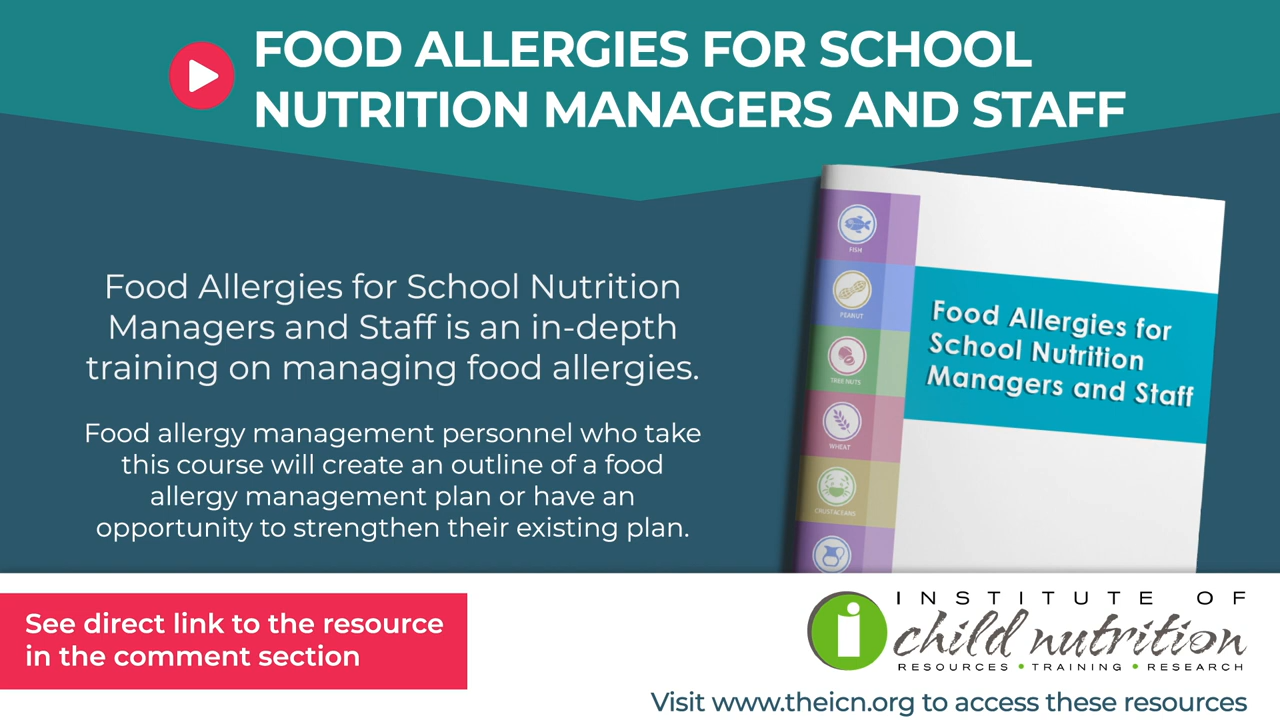 FOOD ALLERGIES FOR SCHOOL
NUTRITION MANAGERS AND STAFF
Food Allergies for School Nutrition
Managers and Staff is an in-depth
training on managing food allergies.
Food allergy management personnel who take
this course will create an outline of a food
allergy management plan or have an
opportunity to strengthen their existing plan.
FISH
PEANUT
TREE NUTS
WHEAT
CRUSTACEANS
Food Allergies for
School Nutrition
Managers and Staff
See direct link to the resource
in the comment section
i
INSTITUTE OF
child nutrition
RESOURCES • TRAINING • RESEARCH
Visit www.theicn.org to access these resources